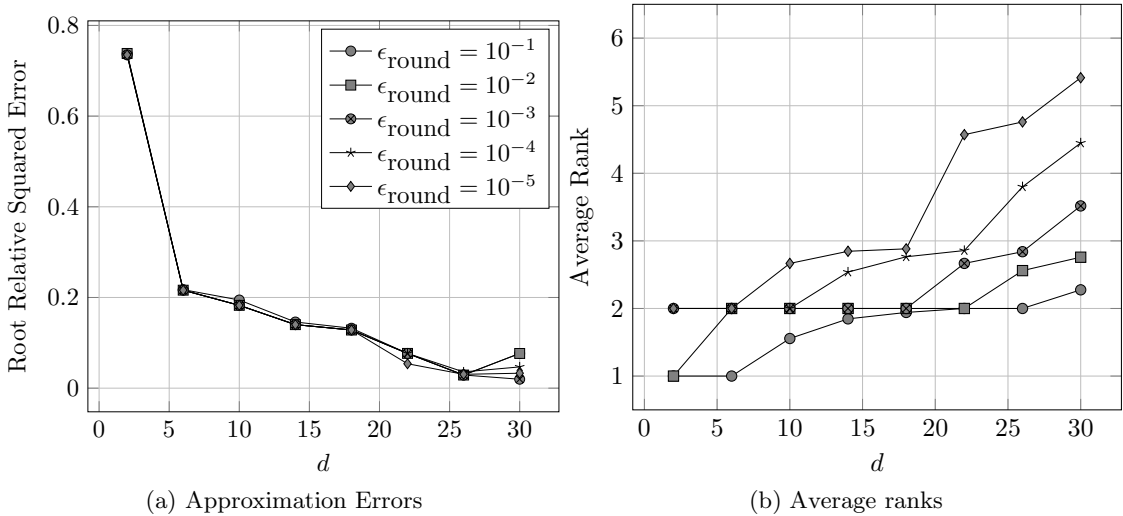 0.8
0.6
0.4
0.2
0
0 5 10 15 20 25 30
d
Root Relative Squared Error
ϵround = 10⁻¹
ϵround = 10⁻²
ϵround = 10⁻³
ϵround = 10⁻⁴
ϵround = 10⁻⁵
(a) Approximation Errors
6
5
4
3
2
1
0 5 10 15 20 25 30
d
Average Rank
(b) Average ranks